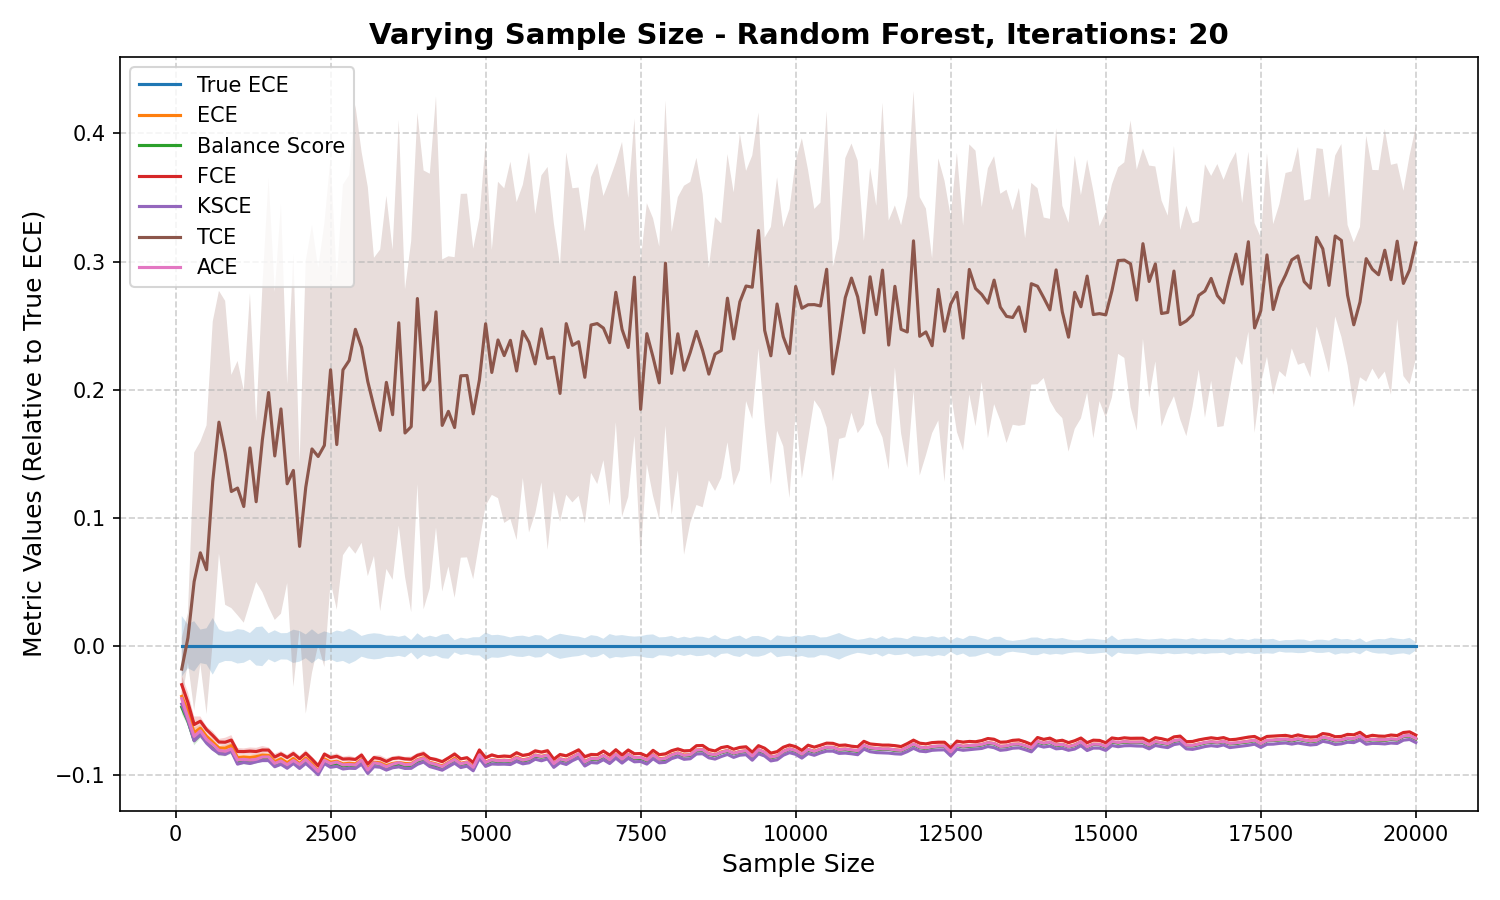 Varying Sample Size - Random Forest, Iterations: 20
True ECE
ECE
Balance Score
FCE
KSCE
TCE
ACE
Metric Values (Relative to True ECE)
0.4
0.3
0.2
0.1
0.0
−0.1
0
2500
5000
7500
10000
12500
15000
17500
20000
Sample Size